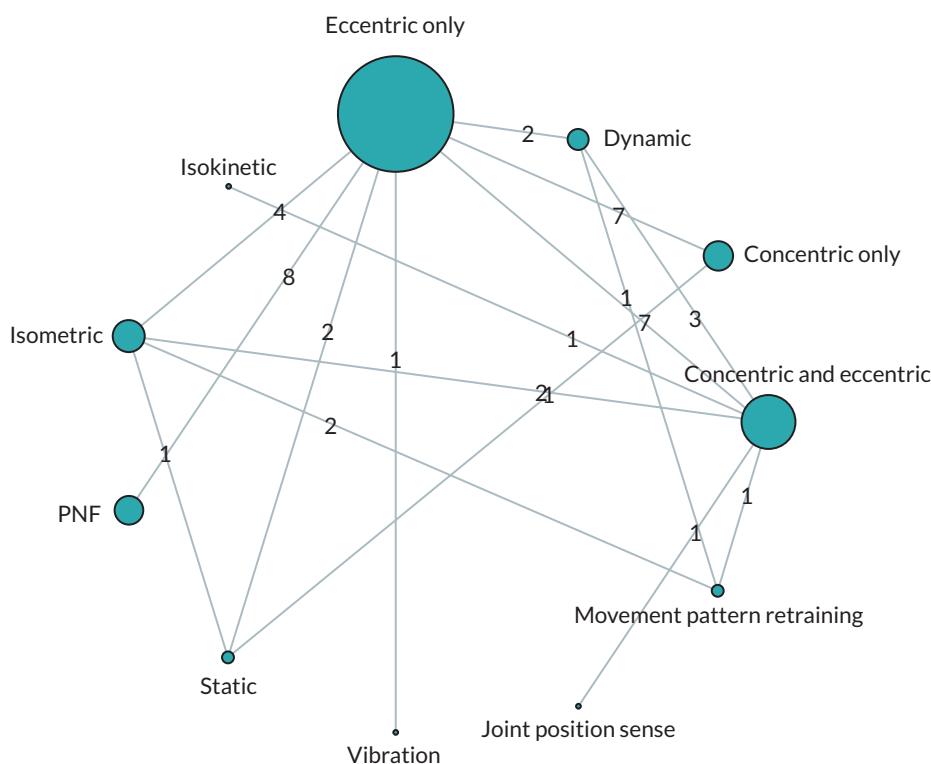 Eccentric only
2
Dynamic
Isokinetic
4
7
Concentric only
8
1
7
3
Isometric
2
1
1
Concentric and eccentric
2
1
2
1
PNF
1
1
Movement pattern retraining
Static
Joint position sense
Vibration